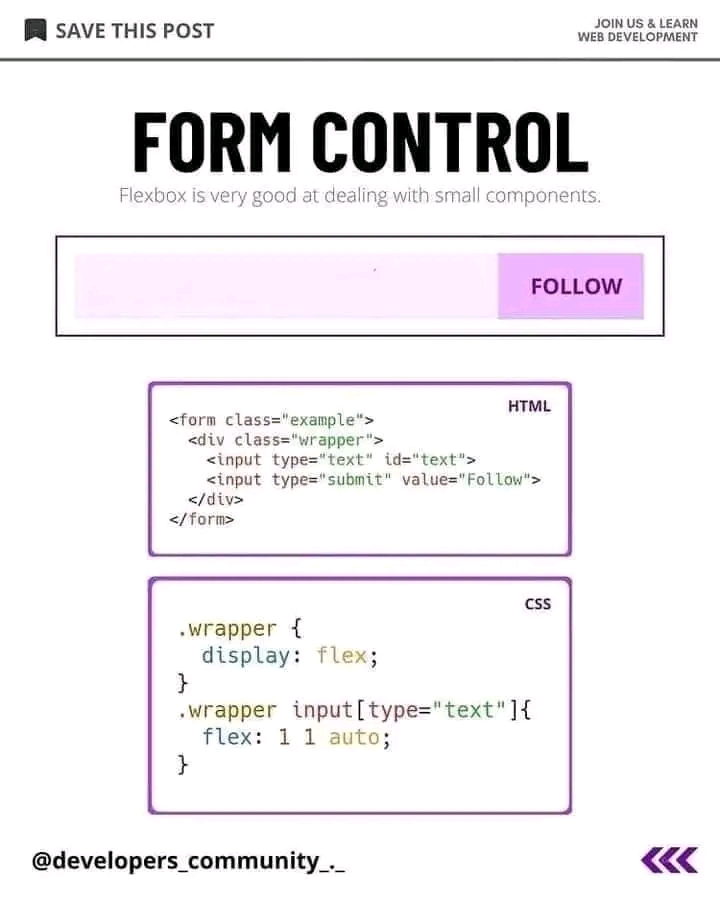 SAVE THIS POST
JOIN US & LEARN
WEB DEVELOPMENT
FORM CONTROL
Flexbox is very good at dealing with small components.
FOLLOW
HTML
<form class="example">
  <div class="wrapper">
    <input type="text" id="text">
    <input type="submit" value="Follow">
  </div>
</form>
CSS
.wrapper {
  display: flex;
}
.wrapper input[type="text"]{
  flex: 1 1 auto;
}
@developers_community_._